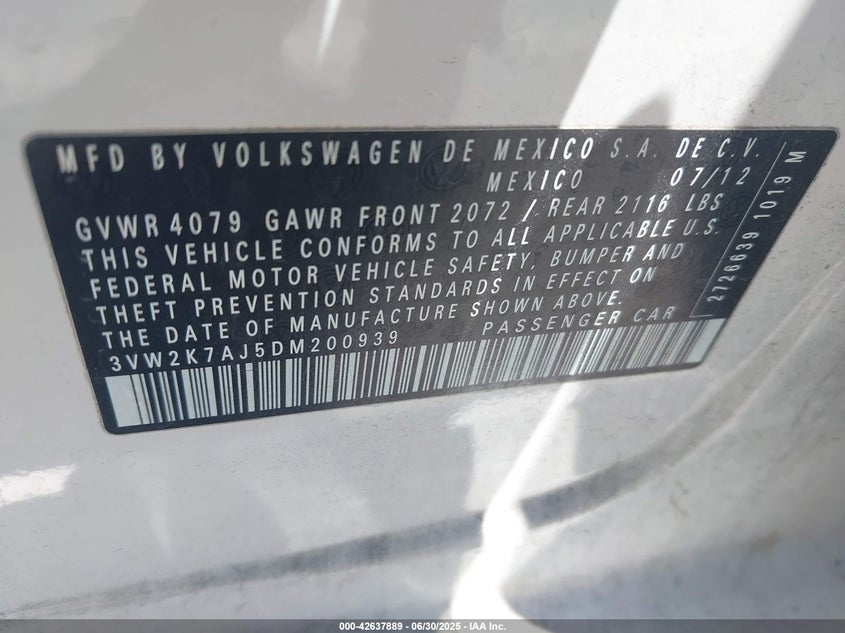 MFD BY VOLKSWAGEN DE MEXICO S.A. DE C.V.
MEXICO 07/12
GVWR 4079 GAWR FRONT 2072 / REAR 2116 LBS
THIS VEHICLE CONFORMS TO ALL APPLICABLE U.S.
FEDERAL MOTOR VEHICLE SAFETY, BUMPER AND
THEFT PREVENTION STANDARDS IN EFFECT ON
THE DATE OF MANUFACTURE SHOWN ABOVE.
3VW2K7AJ5DM200939 PASSENGER CAR
2726639 1019 M
000-42637889 / 06/30/2025 - IAA Inc.